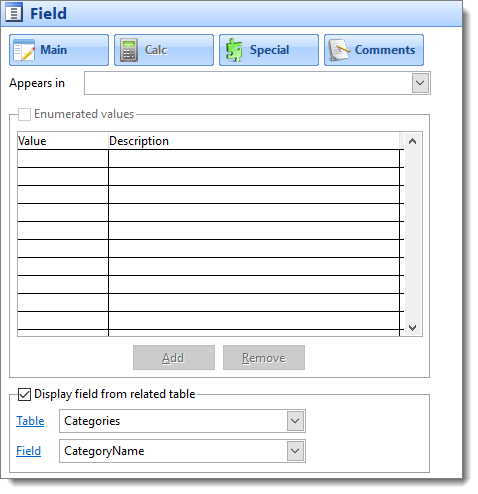 Field
Main Calc Special Comments
Appears in
Enumerated values
Value Description
Add Remove
Display field from related table
Table Categories
Field CategoryName